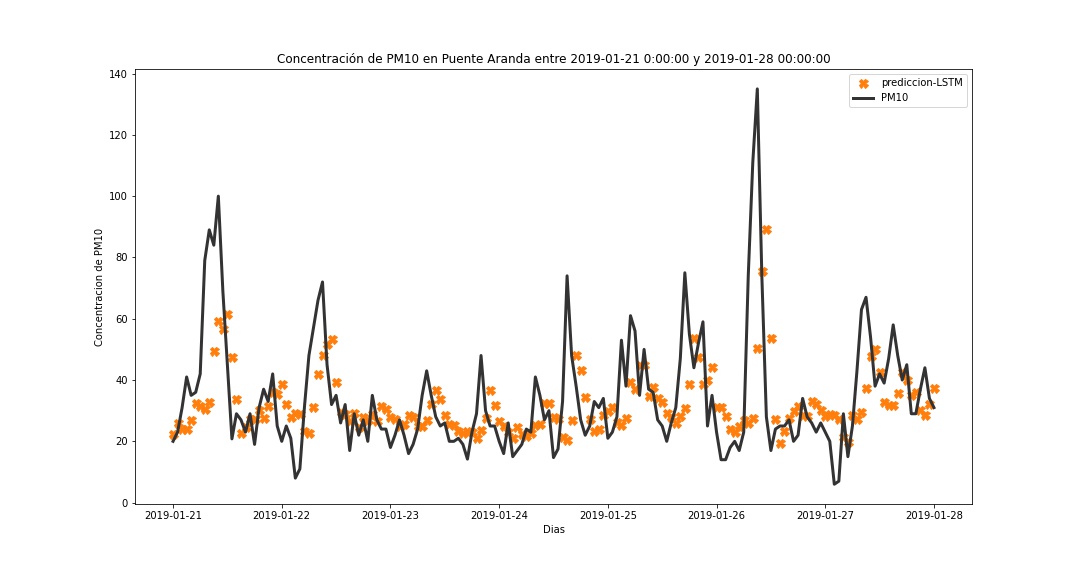 Concentración de PM10 en Puente Aranda entre 2019-01-21 0:00:00 y 2019-01-28 00:00:00
prediccion-LSTM
PM10
Concentracion de PM10
140
120
100
80
60
40
20
0
2019-01-21 2019-01-22 2019-01-23 2019-01-24 2019-01-25 2019-01-26 2019-01-27 2019-01-28
Dias